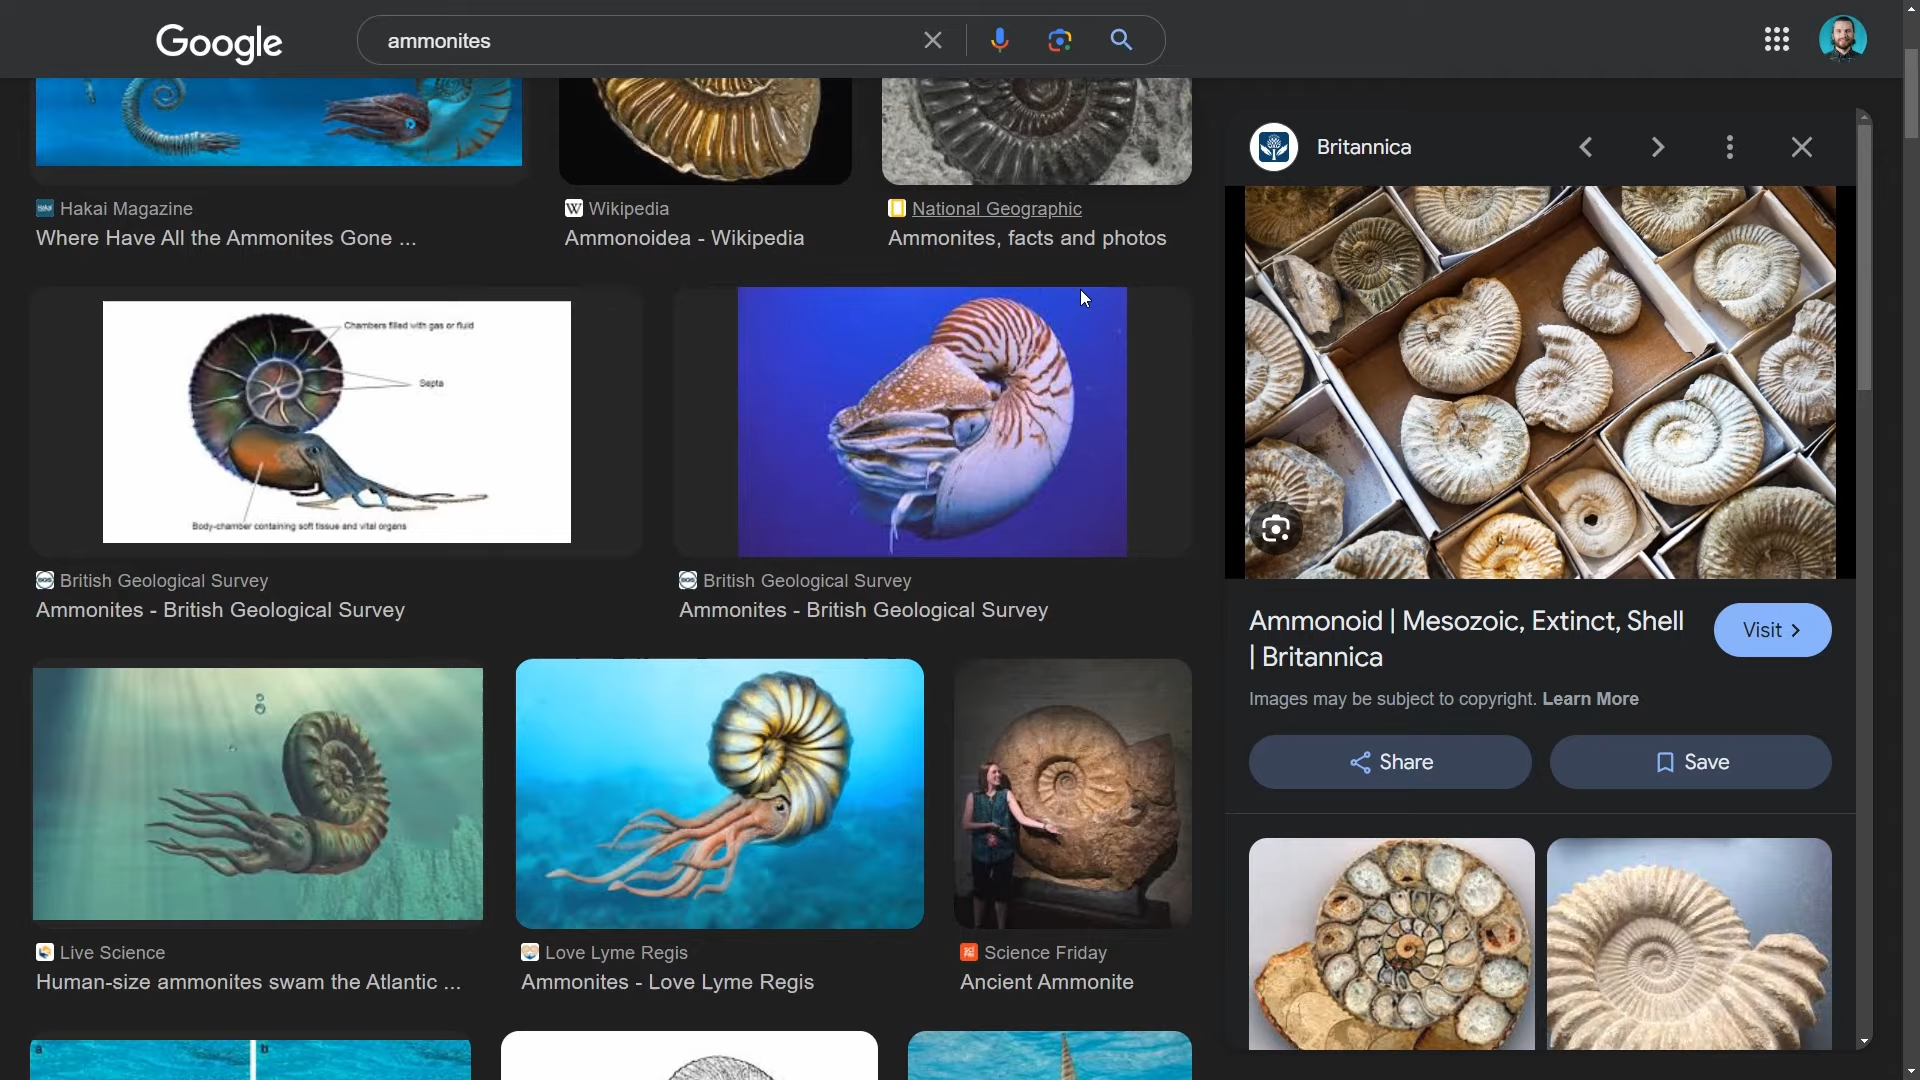 Google
ammonites
Hakai Magazine
Where Have All the Ammonites Gone ...
W Wikipedia
Ammonoidea - Wikipedia
National Geographic
Ammonites, facts and photos
Chambers filled with gas or fluid
Septa
Body-chamber containing soft tissue and vital organs
British Geological Survey
Ammonites - British Geological Survey
British Geological Survey
Ammonites - British Geological Survey
Live Science
Human-size ammonites swam the Atlantic ...
Love Lyme Regis
Ammonites - Love Lyme Regis
Science Friday
Ancient Ammonite
a
b
Britannica
Ammonoid | Mesozoic, Extinct, Shell
| Britannica
Visit
Images may be subject to copyright. Learn More
Share
Save